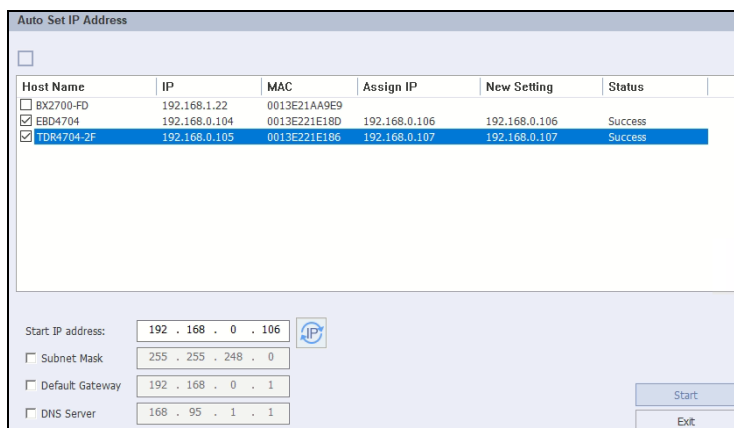 Auto Set IP Address
Host Name IP MAC Assign IP New Setting Status
BX2700-FD 192.168.1.22 0013E21AA9E9
EBD4704 192.168.0.104 0013E221E18D 192.168.0.106 192.168.0.106 Success
TDR4704-2F 192.168.0.105 0013E221E186 192.168.0.107 192.168.0.107 Success
Start IP address: 192 . 168 . 0 . 106 IP
Subnet Mask 255 . 255 . 248 . 0
Default Gateway 192 . 168 . 0 . 1
Start
DNS Server 168 . 95 . 1 . 1
Exit